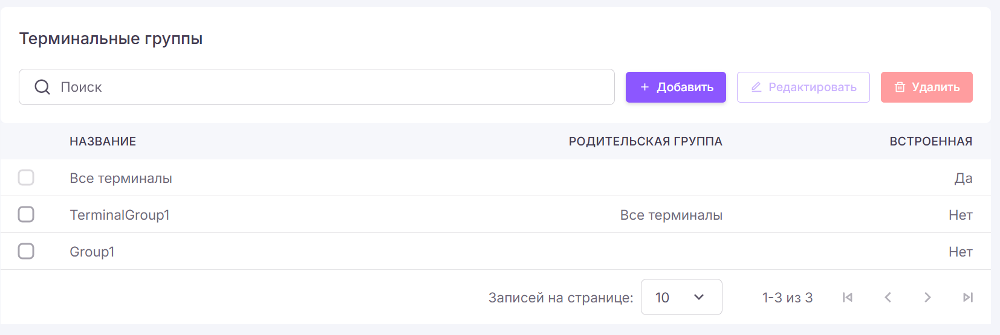 Терминальные группы
Поиск
Добавить
Редактировать
Удалить
НАЗВАНИЕ РОДИТЕЛЬСКАЯ ГРУППА ВСТРОЕННАЯ
Все терминалы Да
TerminalGroup1 Все терминалы Нет
Group1 Нет
Записей на странице: 10 1-3 из 3